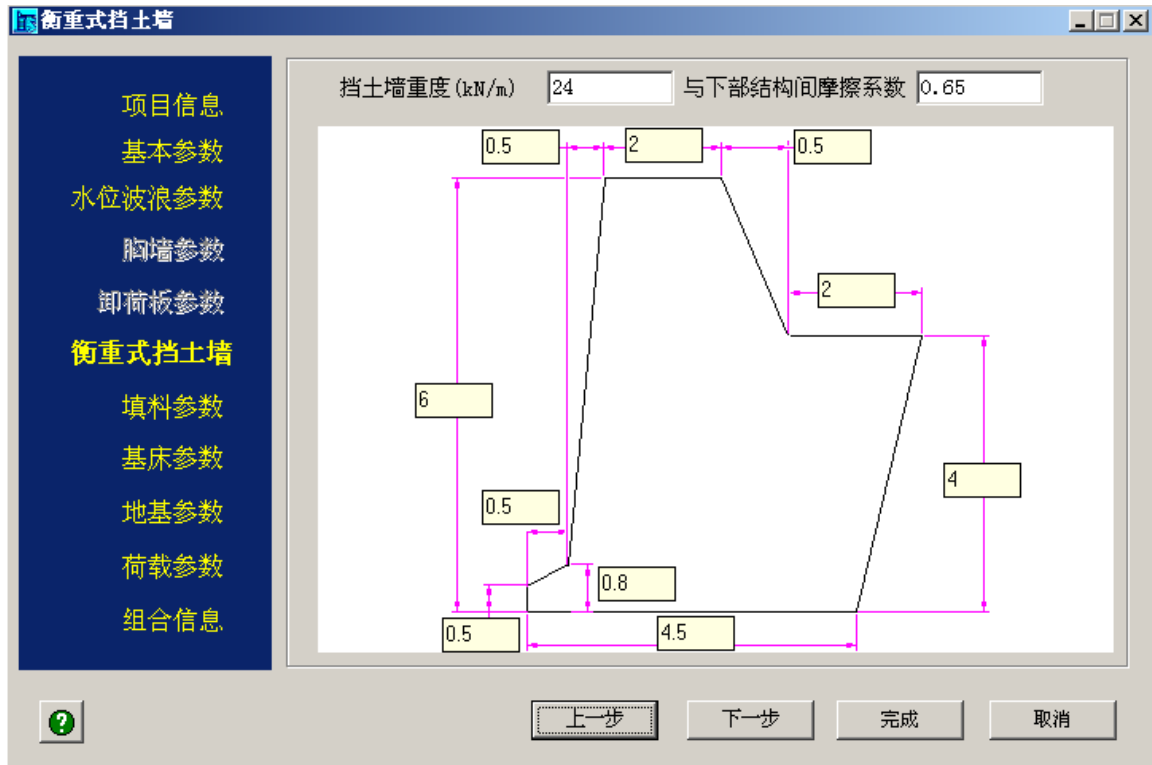 衡重式挡土墙
项目信息
基本参数
水位波浪参数
胸墙参数
卸荷板参数
衡重式挡土墙
填料参数
基床参数
地基参数
荷载参数
组合信息
挡土墙重度(kN/m) 24 与下部结构间摩擦系数 0.65
0.5 2 0.5
2
6
4
0.5
0.8
0.5 4.5
? 上一步 下一步 完成 取消